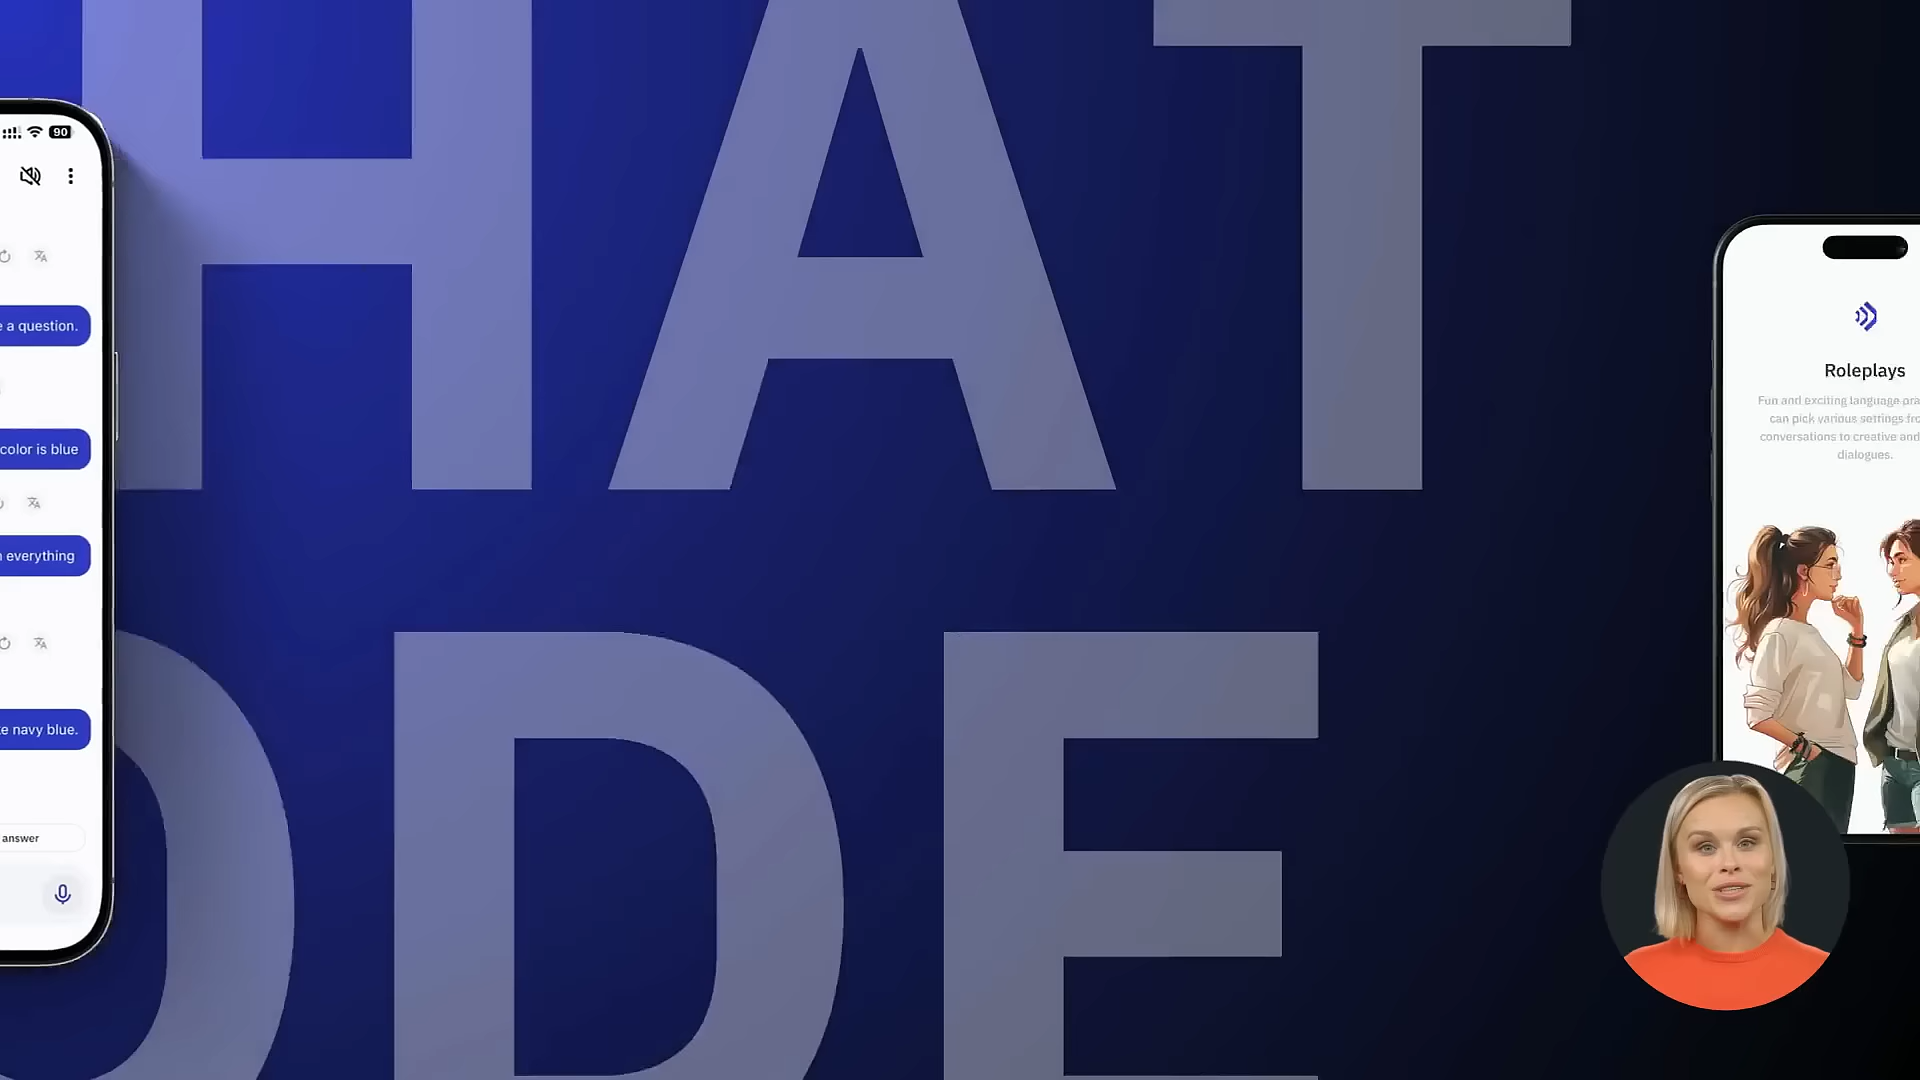 HAT
ODE
90
e a question.
color is blue
everything
e navy blue.
answer
Roleplays
Fun and exciting language pra
can pick various settings fro
conversations to creative and
dialogues.